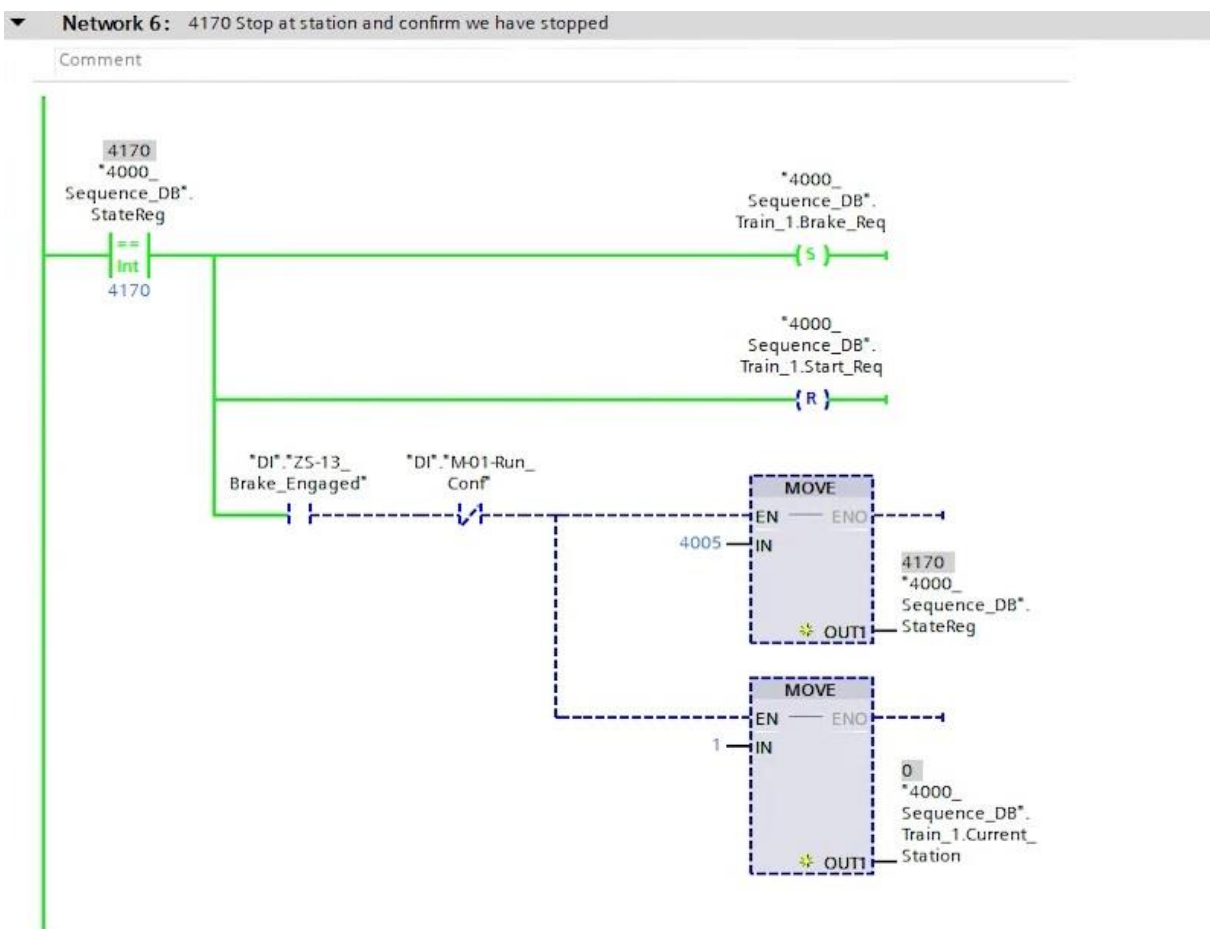 Network 6: 4170 Stop at station and confirm we have stopped
Comment
4170
"4000_
Sequence_DB".
StateReg
==
Int
4170
"4000_
Sequence_DB".
Train_1.Brake_Req
S
"4000_
Sequence_DB".
Train_1.Start_Req
R
"DI"."ZS-13_
Brake_Engaged"
"DI"."M-01-Run_
Conf"
MOVE
EN ENO
4005 IN
OUT1
4170
"4000_
Sequence_DB".
StateReg
MOVE
EN ENO
1 IN
OUT1
0
"4000_
Sequence_DB".
Train_1.Current_
Station